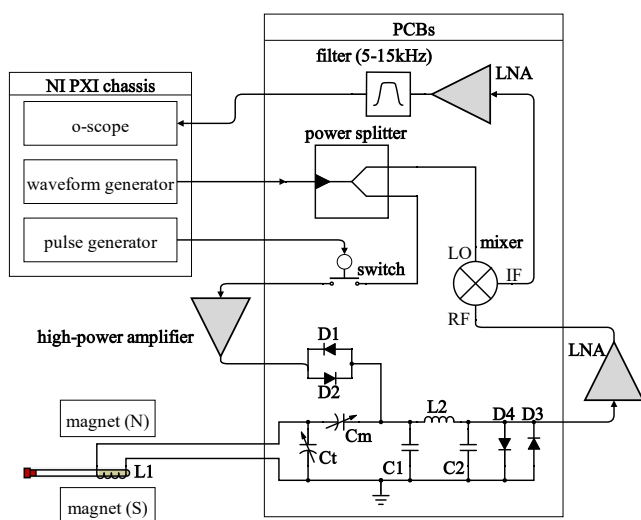 PCBs
filter (5-15kHz)
LNA
NI PXI chassis
o-scope
power splitter
waveform generator
pulse generator
LO
mixer
IF
switch
RF
high-power amplifier
D1
LNA
D2
L2
D4
D3
magnet (N)
Cm
Ct
C1
C2
L1
magnet (S)